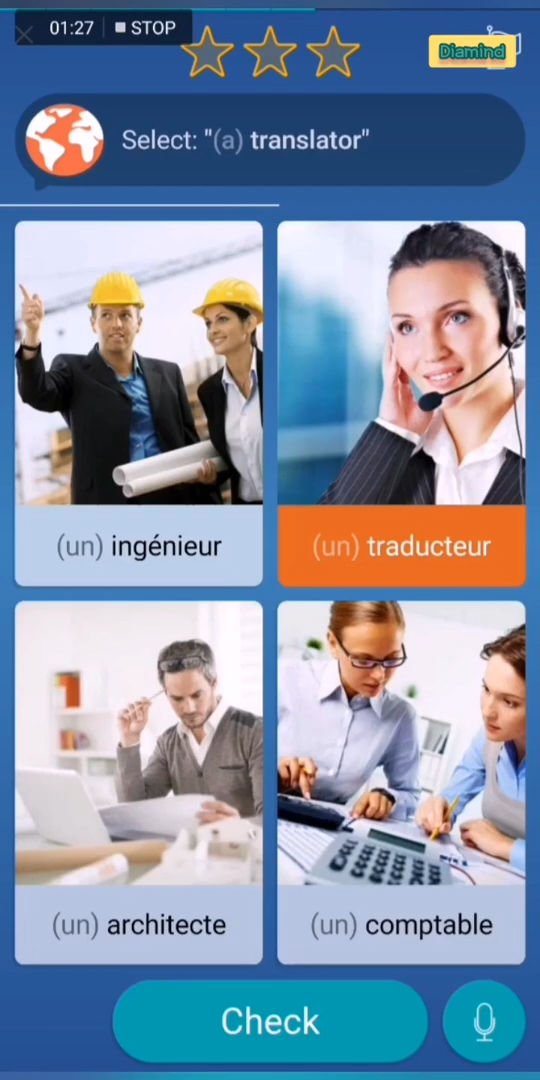 01:27 STOP
Diamind
Select: "(a) translator"
(un) ingénieur
(un) traducteur
(un) architecte
(un) comptable
Check